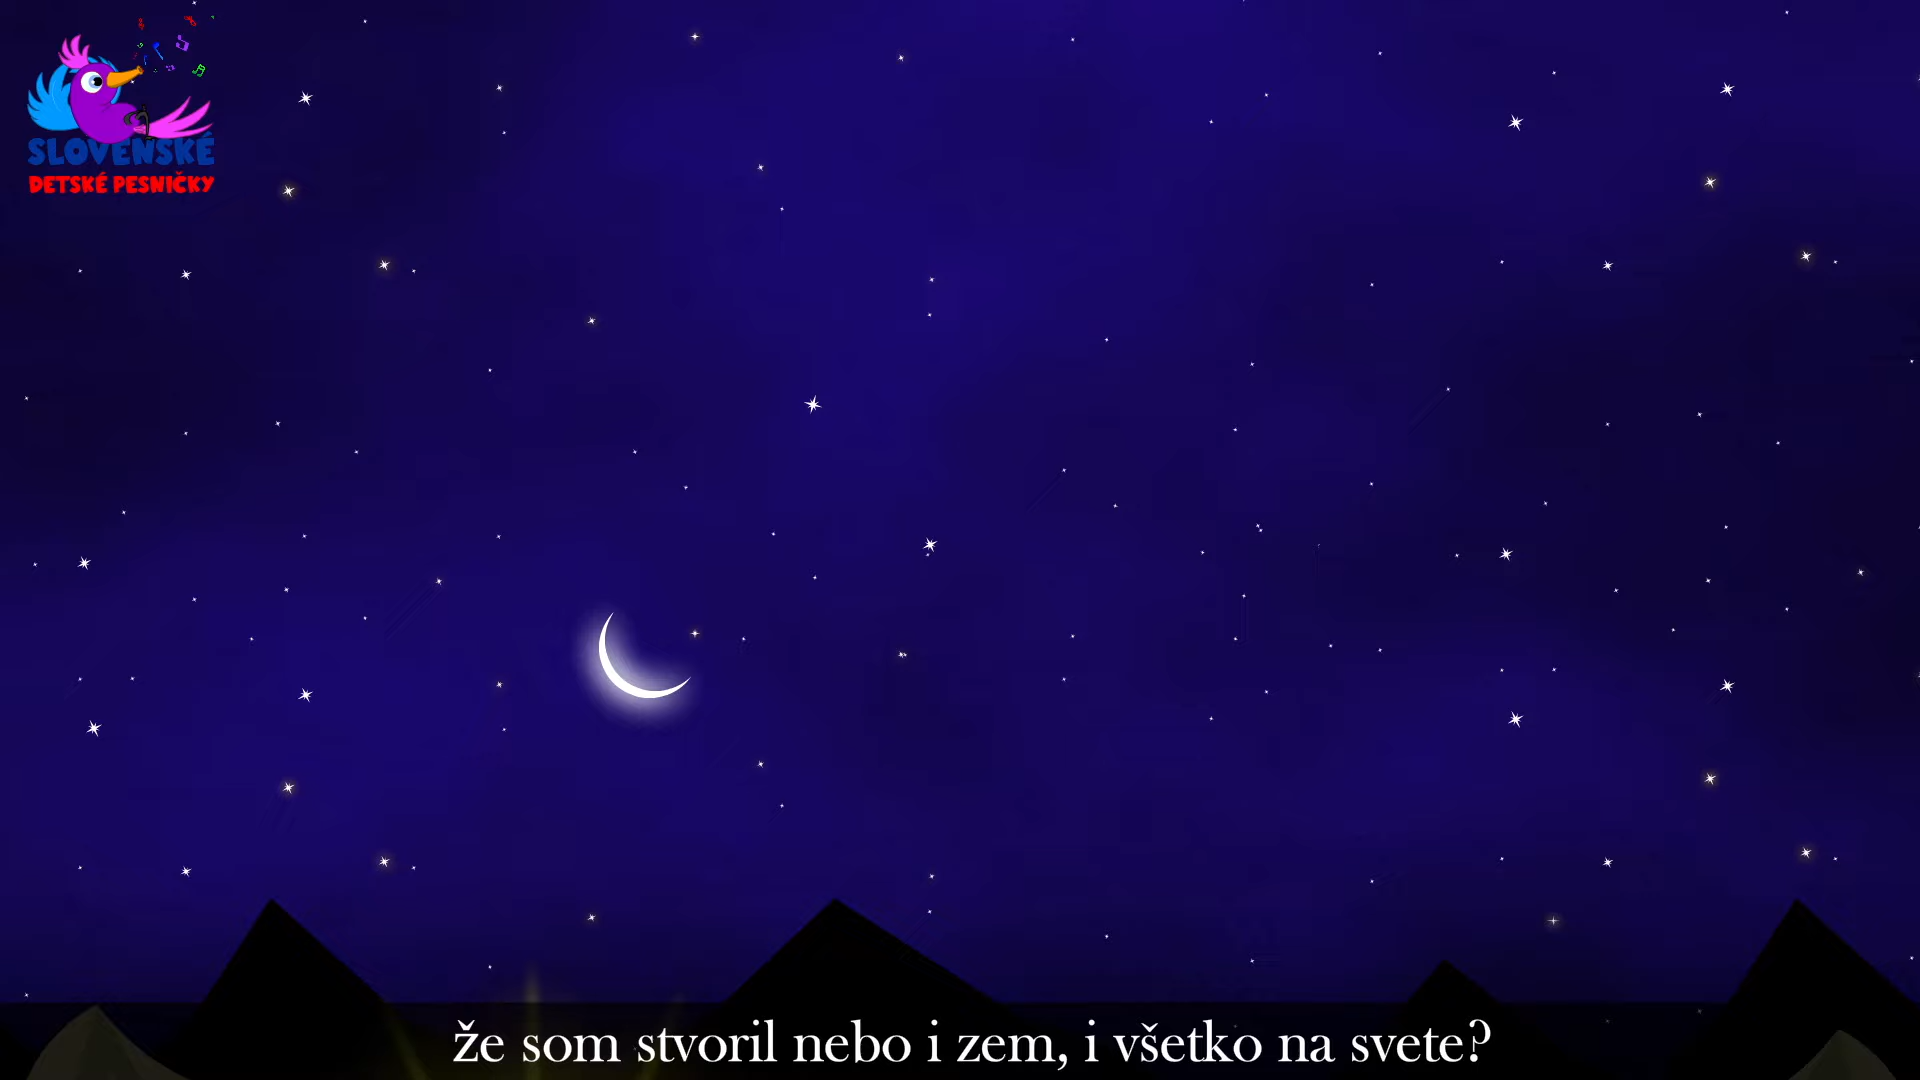 SLOVENSKÉ
DETSKÉ PESNIČKY
že som stvoril nebo i zem, i všetko na svete?